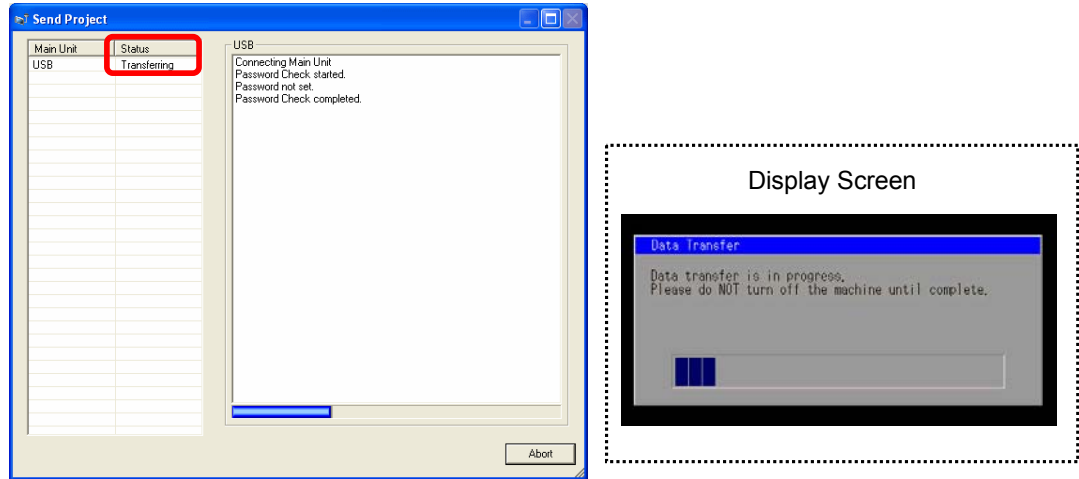 Send Project
Main Unit Status
USB Transferring
USB
Connecting Main Unit
Password Check started.
Password not set.
Password Check completed.
Abort
Display Screen
Data Transfer
Data transfer is in progress.
Please do NOT turn off the machine until complete.